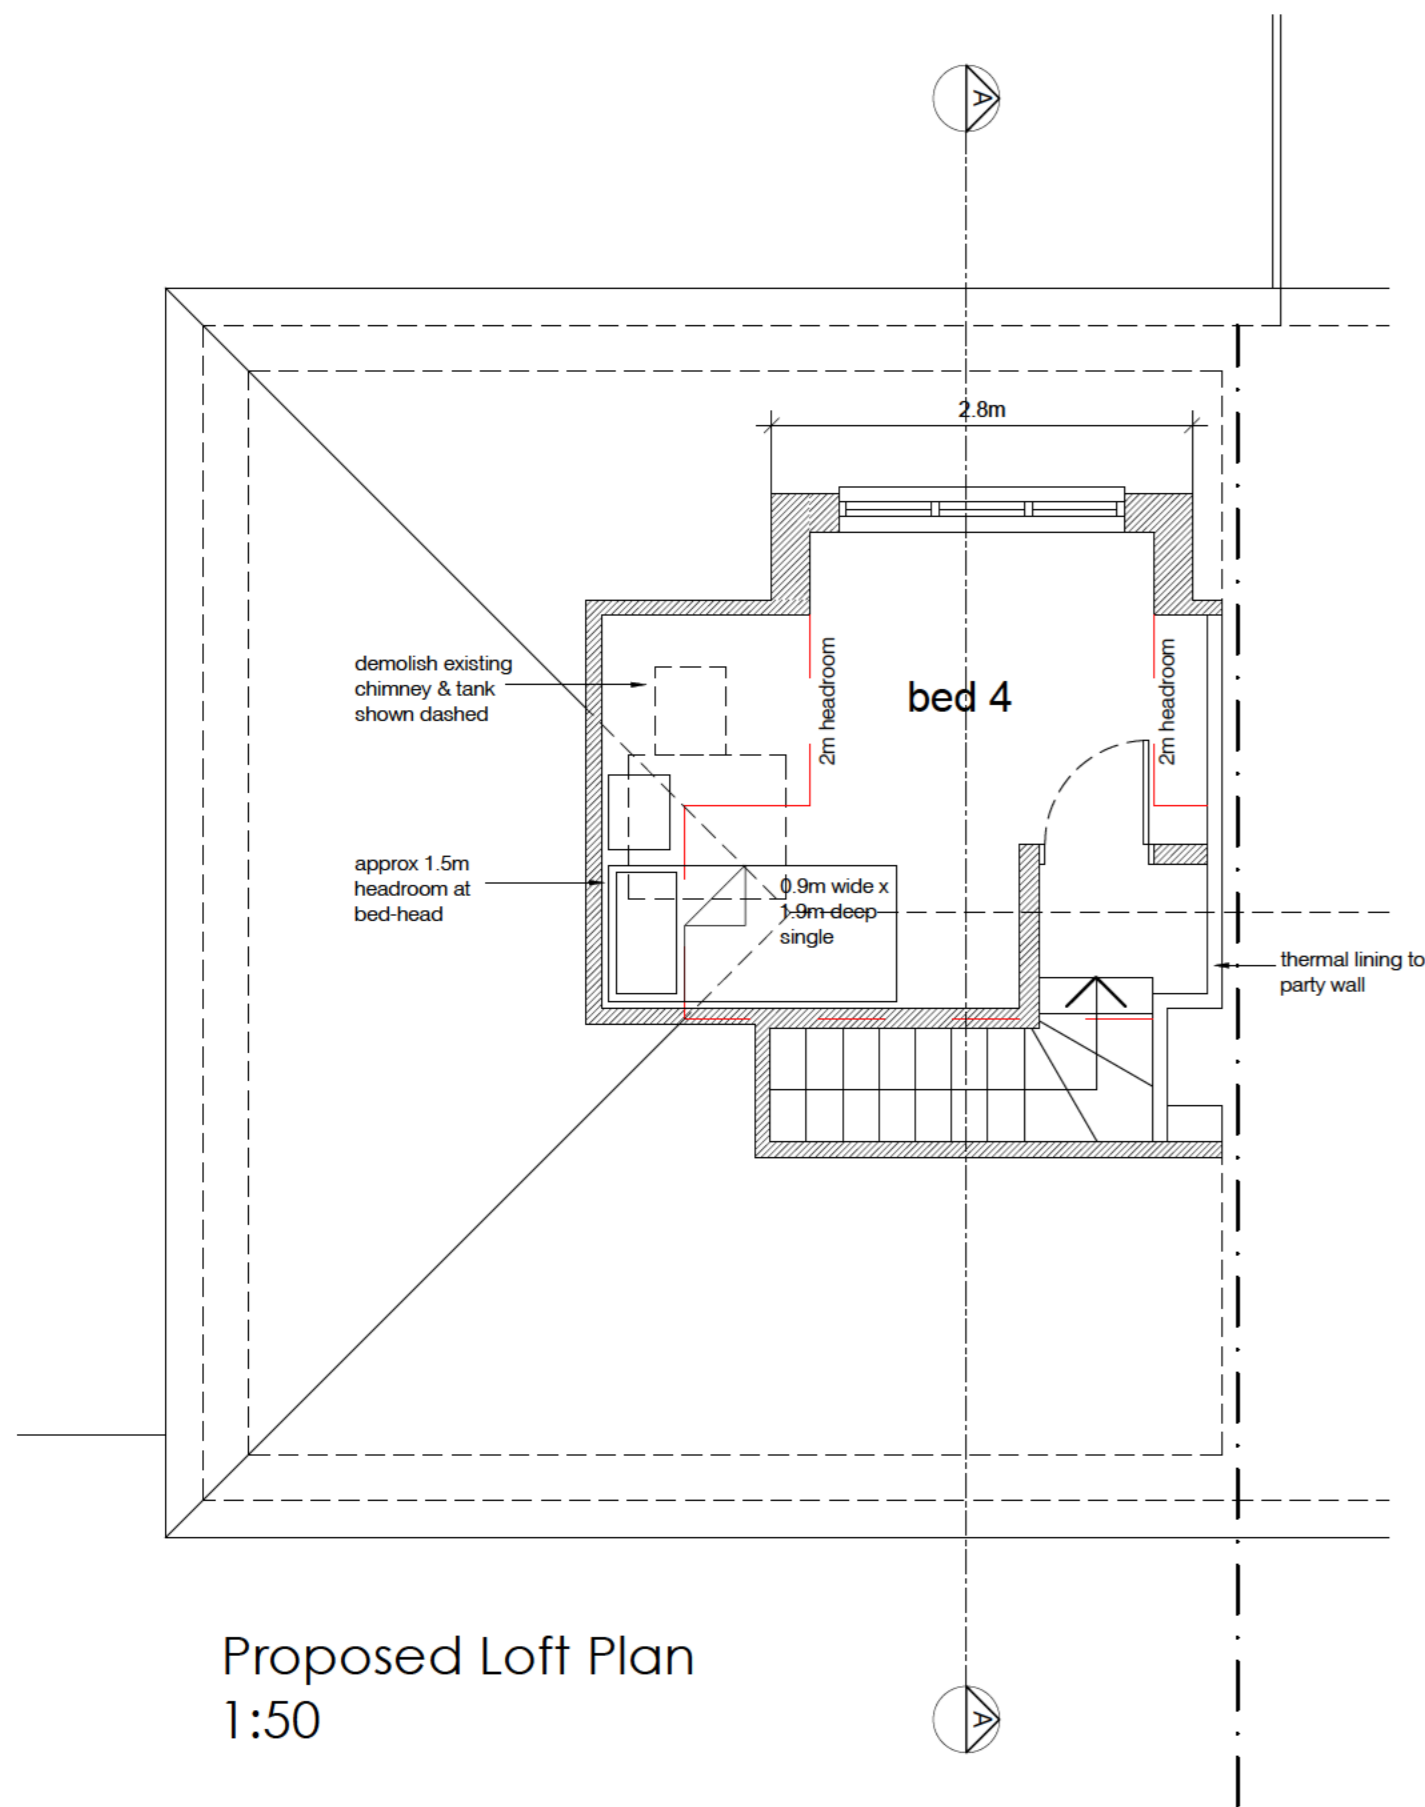 A
2.8m
demolish existing
chimney & tank
shown dashed
2m headroom
bed 4
2m headroom
approx 1.5m
headroom at
bed-head
0.9m wide x
1.9m deep
single
thermal lining to
party wall
A
Proposed Loft Plan
1:50